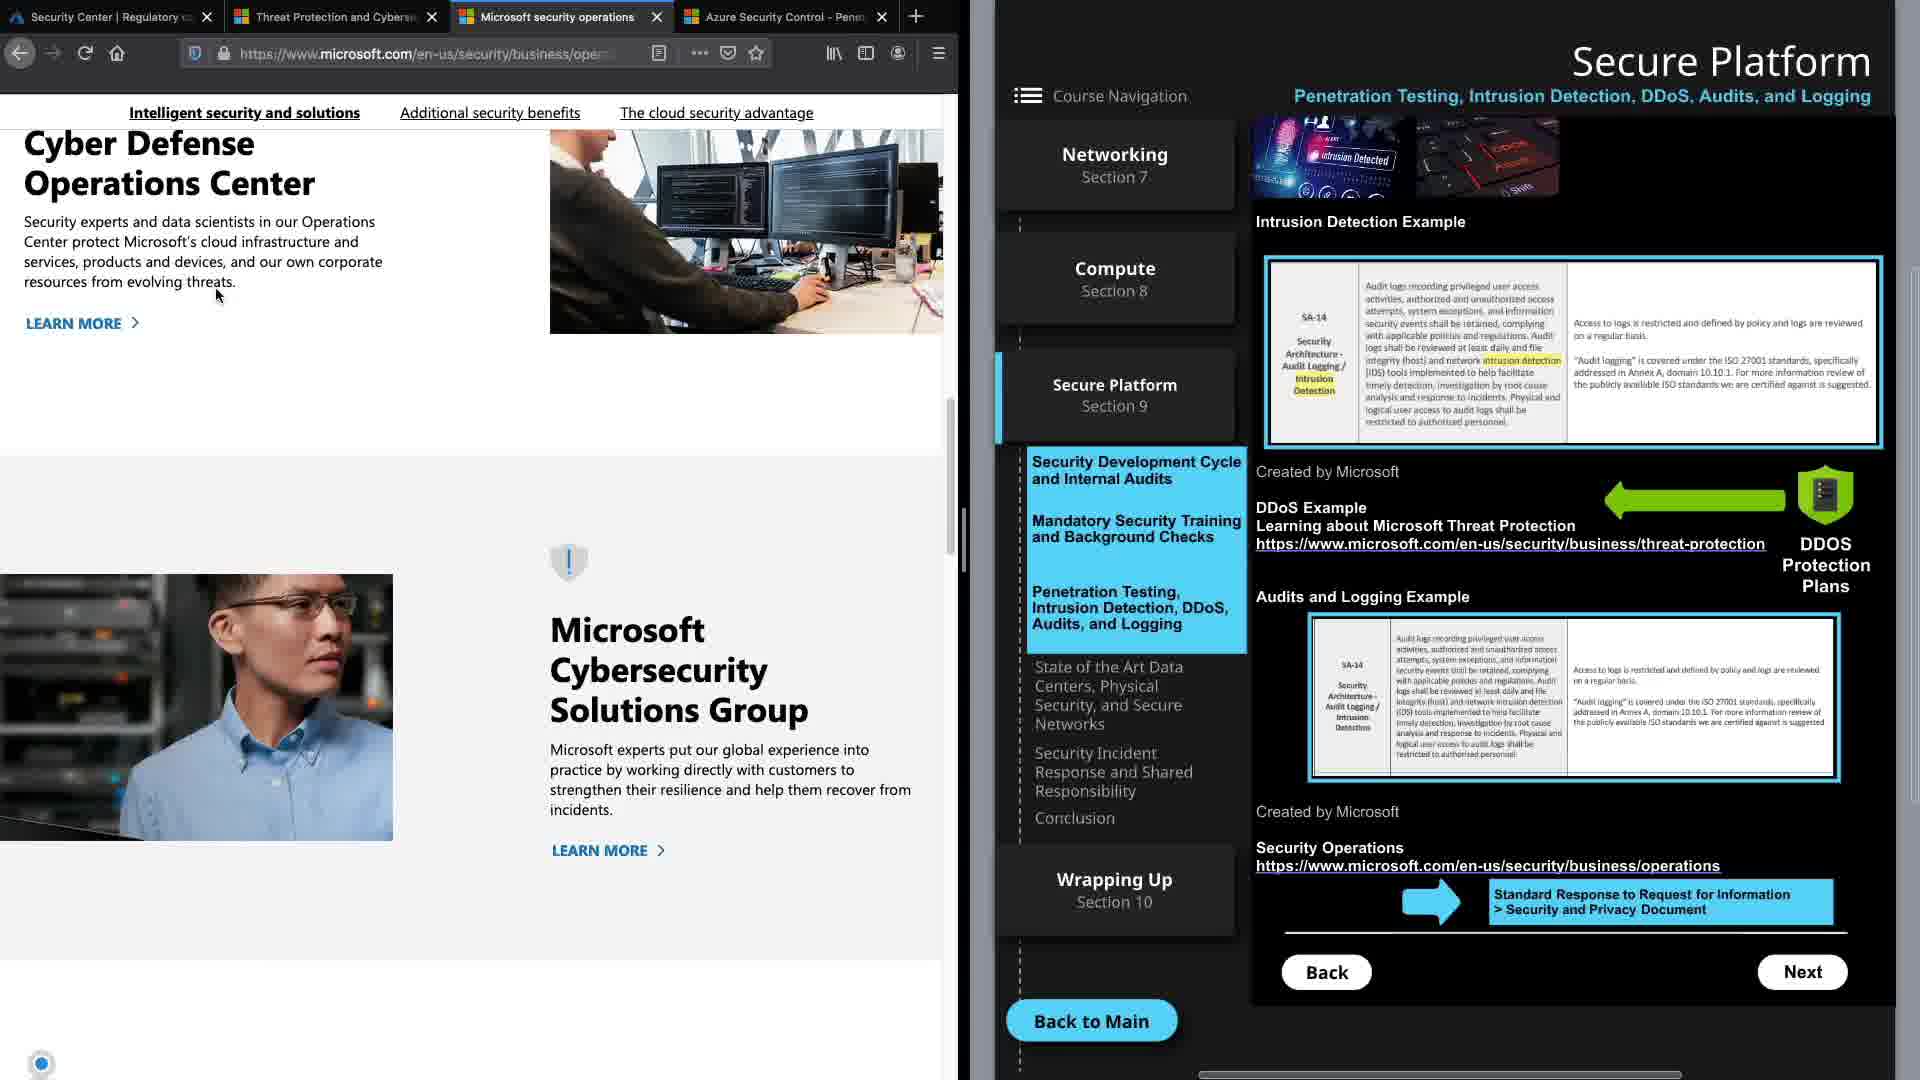 Security Center | Regulatory co
Threat Protection and Cyberse
Microsoft security operations
Azure Security Control - Penet
https://www.microsoft.com/en-us/security/business/oper
Intelligent security and solutions
Additional security benefits
The cloud security advantage
Cyber Defense
Operations Center
Security experts and data scientists in our Operations
Center protect Microsoft's cloud infrastructure and
services, products and devices, and our own corporate
resources from evolving threats.
LEARN MORE
Microsoft
Cybersecurity
Solutions Group
Microsoft experts put our global experience into
practice by working directly with customers to
strengthen their resilience and help them recover from
incidents.
LEARN MORE
Secure Platform
Penetration Testing, Intrusion Detection, DDoS, Audits, and Logging
Course Navigation
Networking
Section 7
Compute
Section 8
Secure Platform
Section 9
Security Development Cycle
and Internal Audits
Mandatory Security Training
and Background Checks
Penetration Testing,
Intrusion Detection, DDoS,
Audits, and Logging
State of the Art Data
Centers, Physical
Security, and Secure
Networks
Security Incident
Response and Shared
Responsibility
Conclusion
Wrapping Up
Section 10
Back to Main
Intrusion Detected
DDOS
Attack
Shift
Intrusion Detection Example
SA-14
Security
Architecture -
Audit Logging /
Intrusion
Detection
Audit logs recording privileged user access
activities, authorized and unauthorized access
attempts, system exceptions, and information
security events shall be retained, complying
with applicable policies and regulations. Audit
logs shall be reviewed at least daily and file
integrity (host) and network intrusion detection
(IDS) tools implemented to help facilitate
timely detection, investigation by root cause
analysis and response to incidents. Physical and
logical user access to audit logs shall be
restricted to authorized personnel.
Access to logs is restricted and defined by policy and logs are reviewed
on a regular basis.
"Audit logging" is covered under the ISO 27001 standards, specifically
addressed in Annex A, domain 10.10.1. For more information review of
the publicly available ISO standards we are certified against is suggested.
Created by Microsoft
DDoS Example
Learning about Microsoft Threat Protection
https://www.microsoft.com/en-us/security/business/threat-protection
DDOS
Protection
Plans
Audits and Logging Example
SA-14
Security
Architecture -
Audit Logging /
Intrusion
Detection
Audit logs recording privileged user access
activities, authorized and unauthorized access
attempts, system exceptions, and information
security events shall be retained, complying
with applicable policies and regulations. Audit
logs shall be reviewed at least daily and file
integrity (host) and network intrusion detection
(IDS) tools implemented to help facilitate
timely detection, investigation by root cause
analysis and response to incidents. Physical and
logical user access to audit logs shall be
restricted to authorized personnel.
Access to logs is restricted and defined by policy and logs are reviewed
on a regular basis.
"Audit logging" is covered under the ISO 27001 standards, specifically
addressed in Annex A, domain 10.10.1. For more information review of
the publicly available ISO standards we are certified against is suggested
Created by Microsoft
Security Operations
https://www.microsoft.com/en-us/security/business/operations
Standard Response to Request for Information
> Security and Privacy Document
Back
Next